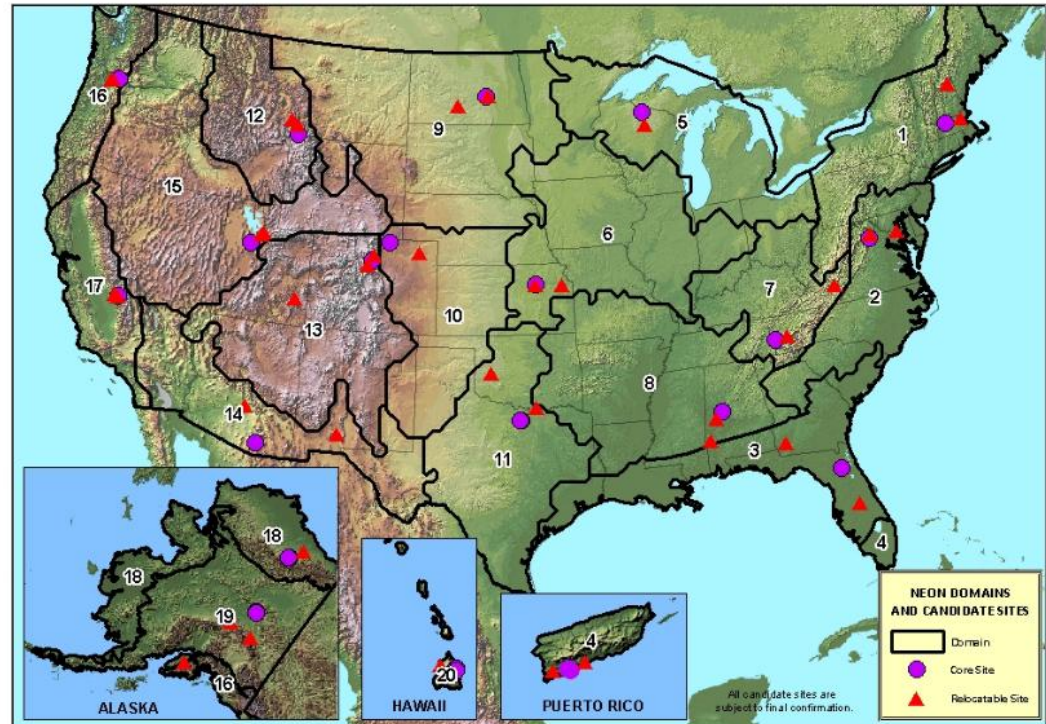 16
12
9
5
1
15
6
17
13
10
7
2
8
14
11
3
4
18
18
19
16
ALASKA
20
HAWAII
4
PUERTO RICO
All candidate sites are
subject to final confirmation.
NEON DOMAINS
AND CANDIDATE SITES
Domain
Core Site
Relocatable Site